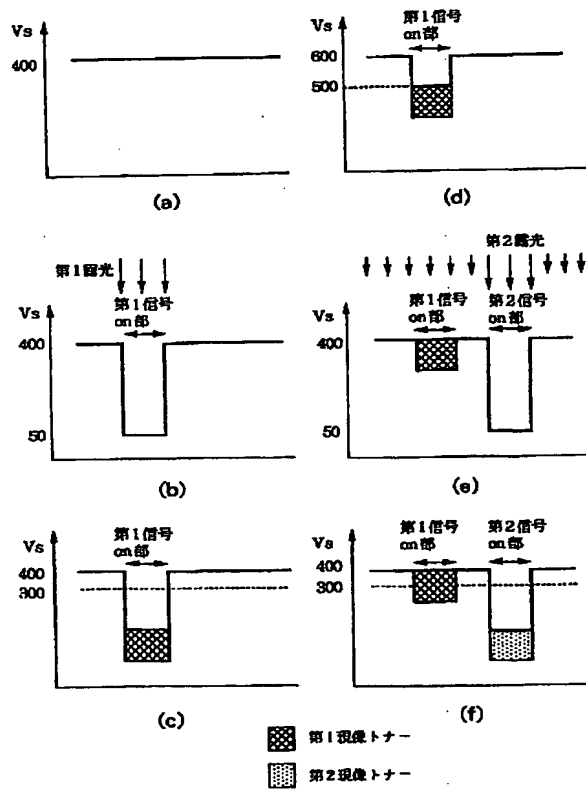 Vs
400
(a)
第1信号
on部
600
500
(d)
第1露光
第1信号
on部
Vs
400
50
(b)
第2露光
第1信号
on部
第2信号
on部
Vs
400
50
(e)
第1信号
on部
Vs
400
300
(c)
第1信号
on部
第2信号
on部
Vs
400
300
(f)
第1現像トナー
第2現像トナー